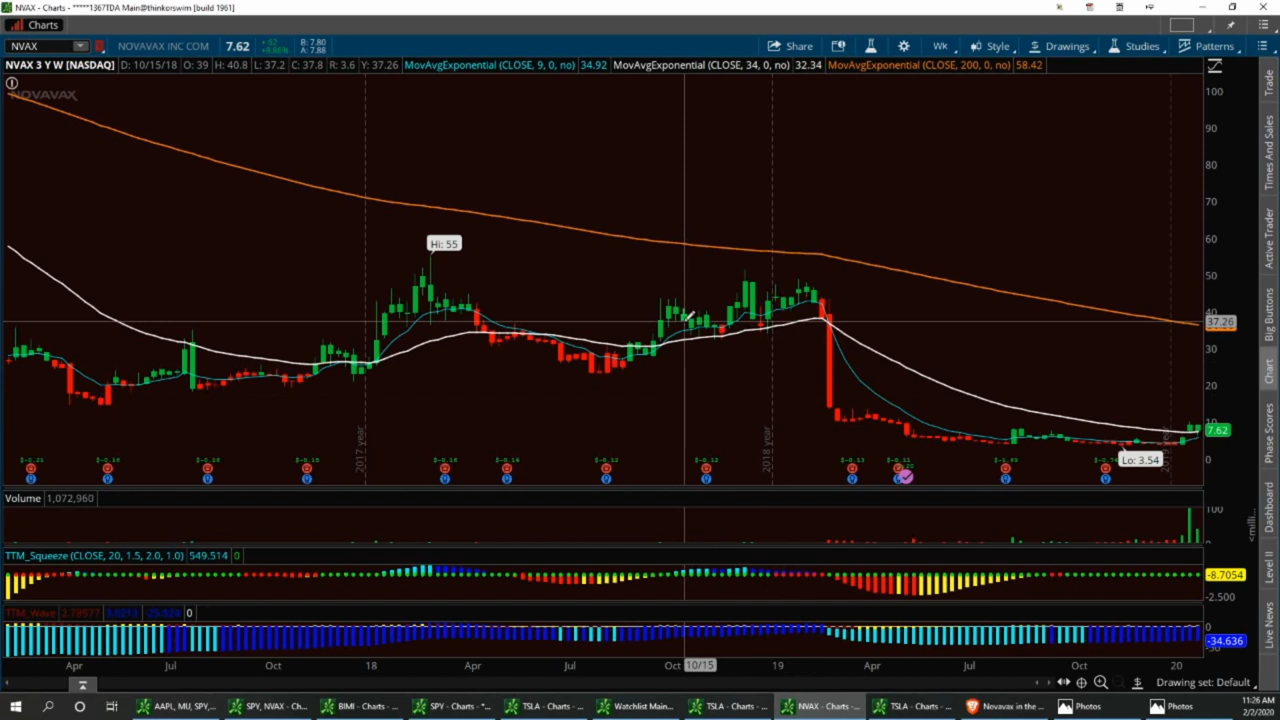 NVAX - Charts - *****1367TDA Main@thinkorswim [build 1961]
Charts
NVAX NOVAVAX INC COM 7.62 B: 7.80 A: 7.88 Share Wk Style Drawings Studies Patterns
NVAX 3 Y W [NASDAQ] D: 10/15/18 O: 39 H: 40.8 L: 37.2 C: 37.8 R: 3.6 Y: 37.26 MovAvgExponential (CLOSE, 9, 0, no) 34.92 MovAvgExponential (CLOSE, 34, 0, no) 32.34 MovAvgExponential (CLOSE, 200, 0, no) 58.42
NOVAVAX
100
90
80
70
60
50
40
37.26
30
20
10
7.62
0
Hi: 55
Lo: 3.54
2017 year
2018 year
Volume 1,072,960
100
TTM_Squeeze (CLOSE, 20, 1.5, 2.0, 1.0) 549.514 0
-8.7054
-2.500
TTM_Wave 0
0
-34.636
Apr Jul Oct 18 Apr Jul Oct 10/15 19 Apr Jul Oct 20
Drawing set: Default
Trade
Times And Sales
Active Trader
Big Buttons
Chart
Phase Scores
Dashboard
Level II
Live News
AAPL, MU, SPY,... SPY, NVAX - Ch... BIMI - Charts - ... SPY - Charts - *... TSLA - Charts - ... Watchlist Main... TSLA - Charts - ... NVAX - Charts -... TSLA - Charts - ... Novavax in the ... Photos Photos
11:26 AM
2/2/2020